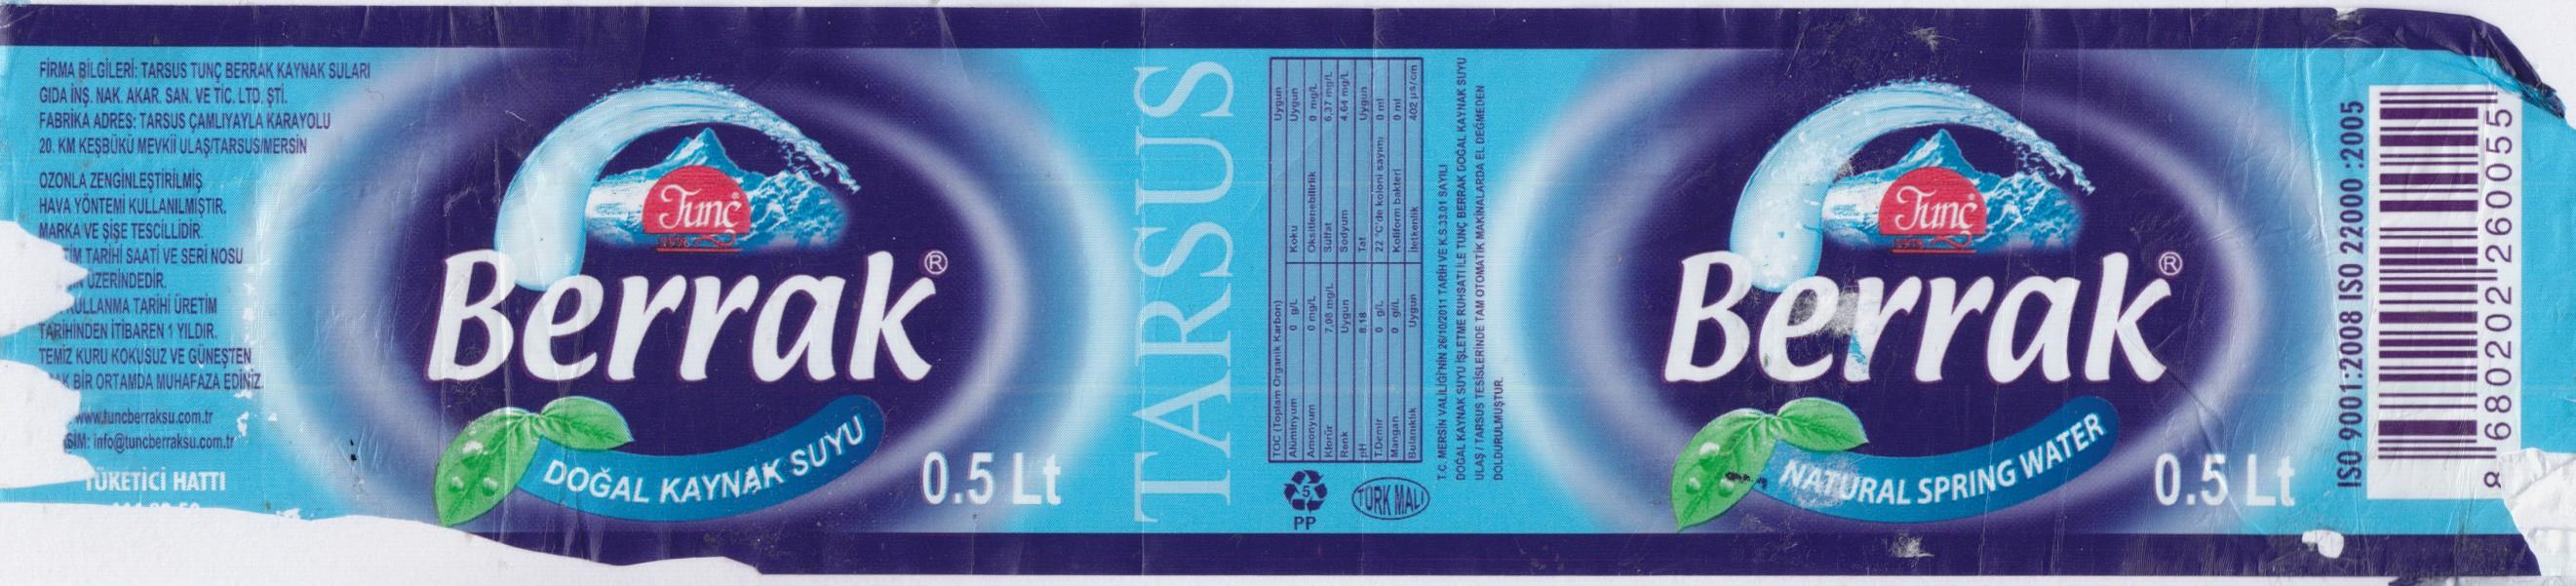 FİRMA BİLGİLERİ: TARSUS TUNÇ BERRAK KAYNAK SULARI
GIDA İNŞ. NAK. AKAR. SAN. VE TİC. LTD. ŞTİ.
FABRİKA ADRES: TARSUS ÇAMLIYAYLA KARAYOLU
20. KM KEŞBÜKÜ MEVKİİ ULAŞ/TARSUS/MERSİN
OZONLA ZENGİNLEŞTİRİLMİŞ
HAVA YÖNTEMİ KULLANILMIŞTIR.
MARKA VE ŞİŞE TESCİLLİDİR.
TARİHİ SAATİ VE SERİ NOSU
ÜZERİNDEDİR.
KULLANMA TARİHİ ÜRETİM
TARİHİNDEN İTİBAREN 1 YILDIR.
TEMİZ KURU KOKUSUZ VE GÜNEŞTEN
BİR ORTAMDA MUHAFAZA EDİNİZ.
www.tuncberraksu.com.tr
info@tuncberraksu.com.tr
TÜKETİCİ HATTI
Tunç
Berrak®
DOĞAL KAYNAK SUYU
0.5 Lt
TARSUS
TOC (Toplam Organik Karbon) Uygun
Alüminyum 0 g/L Koku Uygun
Amonyum 0 mg/L Oksitlenebilirlik 0 mg/L
Klorür 7,08 mg/L Sülfat 6,37 mg/L
Renk Uygun Sodyum 4,64 mg/L
pH 8.18 Tat Uygun
T.Demir 0 g/L 22 °C'de koloni sayımı 0 ml
Mangan 0 g/L Koliform bakteri 0 ml
Bulanıklık Uygun İletkenlik 402 µs/cm
5
PP
TÜRK MALI
T.C. MERSİN VALİLİĞİ'NİN 26/10/2011 TARİH VE K.S.33.01 SAYILI
DOĞAL KAYNAK SUYU İŞLETME RUHSATI İLE TUNÇ BERRAK DOĞAL KAYNAK SUYU
ULAŞ / TARSUS TESİSLERİNDE TAM OTOMATİK MAKİNALARDA EL DEĞMEDEN
DOLDURULMUŞTUR.
Tunç
Berrak®
NATURAL SPRING WATER
0.5 Lt
ISO 9001:2008 ISO 22000 :2005
8 680202 260055